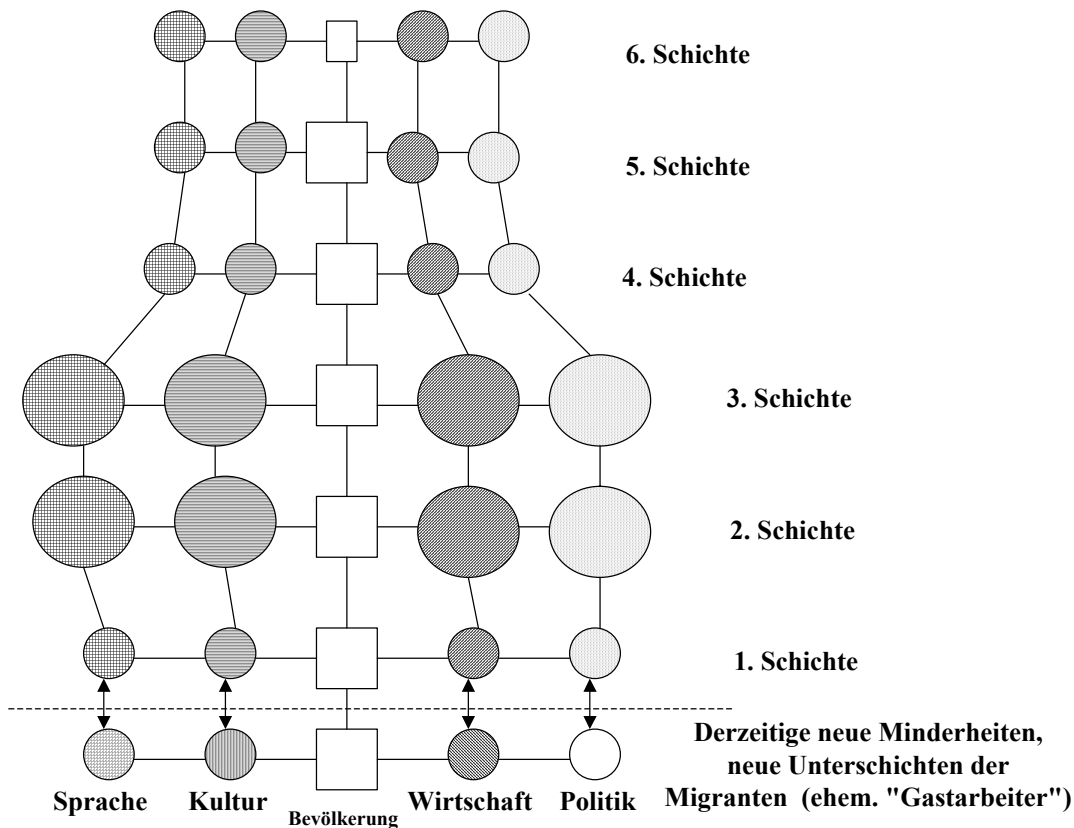 6. Schichte
5. Schichte
4. Schichte
3. Schichte
2. Schichte
1. Schichte
Derzeitige neue Minderheiten,
neue Unterschichten der
Migranten (ehem. "Gastarbeiter")
Sprache Kultur Bevölkerung Wirtschaft Politik